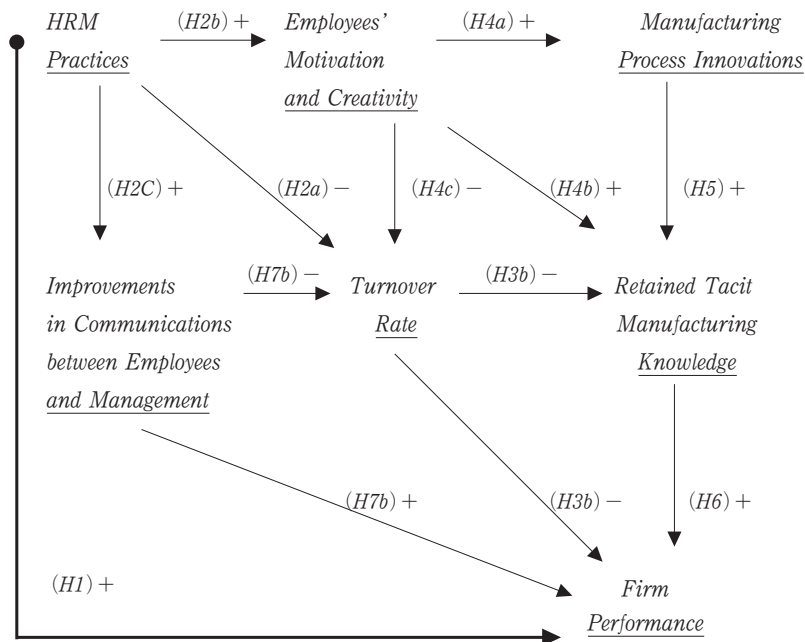 HRM (H2b)+ Employees' (H4a)+ Manufacturing
Practices Motivation Process Innovations
and Creativity
(H2C)+ (H2a)− (H4c)− (H4b)+ (H5)+
Improvements (H7b)− Turnover (H3b)− Retained Tacit
in Communications Rate Manufacturing
between Employees Knowledge
and Management
(H7b)+ (H3b)− (H6)+
(H1)+ Firm
Performance